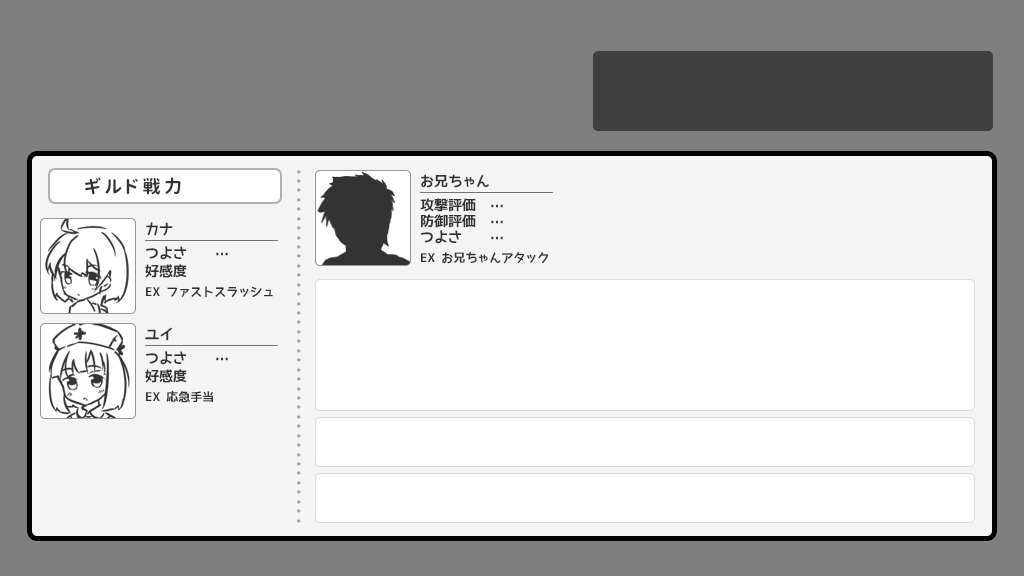 ギルド戦力
カナ
つよさ …
好感度
EX ファストスラッシュ
ユイ
つよさ …
好感度
EX 応急手当
お兄ちゃん
攻撃評価 …
防御評価 …
つよさ …
EX お兄ちゃんアタック